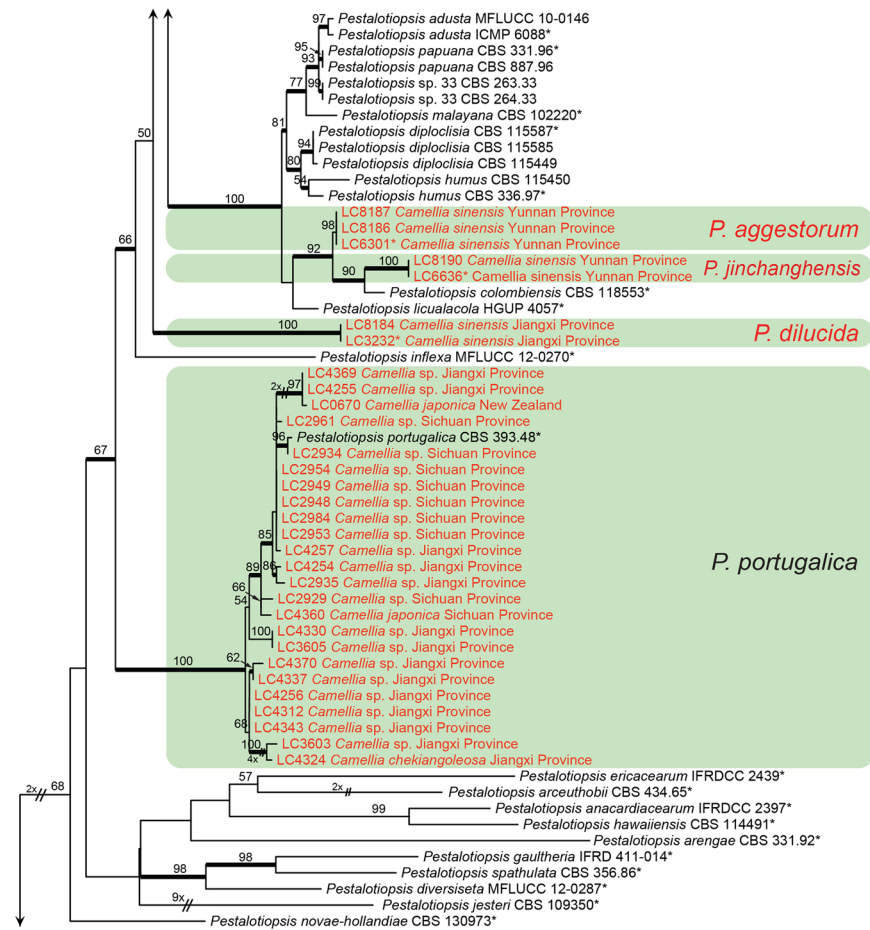 97 Pestalotiopsis adusta MFLUCC 10-0146
Pestalotiopsis adusta ICMP 6088*
95 Pestalotiopsis papuana CBS 331.96*
93 Pestalotiopsis papuana CBS 887.96
77 99 Pestalotiopsis sp. 33 CBS 263.33
Pestalotiopsis sp. 33 CBS 264.33
Pestalotiopsis malayana CBS 102220*
81 Pestalotiopsis diploclisia CBS 115587*
50 94 Pestalotiopsis diploclisia CBS 115585
80 Pestalotiopsis diploclisia CBS 115449
54 Pestalotiopsis humus CBS 115450
Pestalotiopsis humus CBS 336.97*
100
LC8187 Camellia sinensis Yunnan Province
98 LC8186 Camellia sinensis Yunnan Province P. aggestorum
66 LC6301* Camellia sinensis Yunnan Province
92 100 LC8190 Camellia sinensis Yunnan Province
90 LC6636* Camellia sinensis Yunnan Province P. jinchanghensis
Pestalotiopsis colombiensis CBS 118553*
Pestalotiopsis licualacola HGUP 4057*
100 LC8184 Camellia sinensis Jiangxi Province P. dilucida
LC3232* Camellia sinensis Jiangxi Province
Pestalotiopsis inflexa MFLUCC 12-0270*
LC4369 Camellia sp. Jiangxi Province
2x 97 LC4255 Camellia sp. Jiangxi Province
LC0670 Camellia japonica New Zealand
LC2961 Camellia sp. Sichuan Province
96 Pestalotiopsis portugalica CBS 393.48*
67 LC2934 Camellia sp. Sichuan Province
LC2954 Camellia sp. Sichuan Province
LC2949 Camellia sp. Sichuan Province
LC2948 Camellia sp. Sichuan Province
LC2984 Camellia sp. Sichuan Province
85 LC2953 Camellia sp. Sichuan Province
LC4257 Camellia sp. Jiangxi Province
89 86 LC4254 Camellia sp. Jiangxi Province P. portugalica
LC2935 Camellia sp. Jiangxi Province
66 LC2929 Camellia sp. Sichuan Province
54 LC4360 Camellia japonica Sichuan Province
100 LC4330 Camellia sp. Jiangxi Province
LC3605 Camellia sp. Jiangxi Province
100 62 LC4370 Camellia sp. Jiangxi Province
LC4337 Camellia sp. Jiangxi Province
LC4256 Camellia sp. Jiangxi Province
LC4312 Camellia sp. Jiangxi Province
68 LC4343 Camellia sp. Jiangxi Province
100 LC3603 Camellia sp. Jiangxi Province
4x LC4324 Camellia chekiangoleosa Jiangxi Province
57 Pestalotiopsis ericacearum IFRDCC 2439*
2x 68 2x Pestalotiopsis arceuthobii CBS 434.65*
99 Pestalotiopsis anacardiacearum IFRDCC 2397*
Pestalotiopsis hawaiiensis CBS 114491*
Pestalotiopsis arengae CBS 331.92*
98 Pestalotiopsis gaultheria IFRD 411-014*
98 Pestalotiopsis spathulata CBS 356.86*
Pestalotiopsis diversiseta MFLUCC 12-0287*
9x Pestalotiopsis jesteri CBS 109350*
Pestalotiopsis novae-hollandiae CBS 130973*